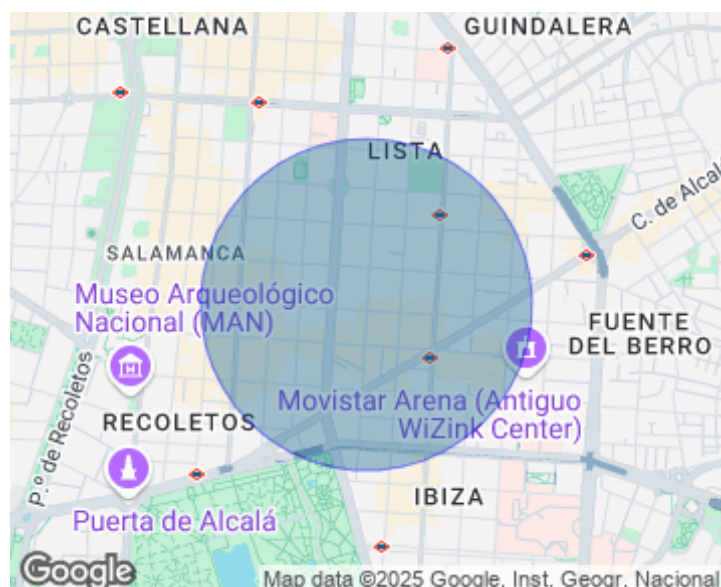 CASTELLANA
GUINDALERA
LISTA
C. de Alcal
SALAMANCA
Museo Arqueológico
Nacional (MAN)
FUENTE
DEL BERRO
P.º de Recoletos
RECOLETOS
Movistar Arena (Antiguo
WiZink Center)
IBIZA
Puerta de Alcalá
Google
Map data ©2025 Google, Inst. Geogr. Nacional